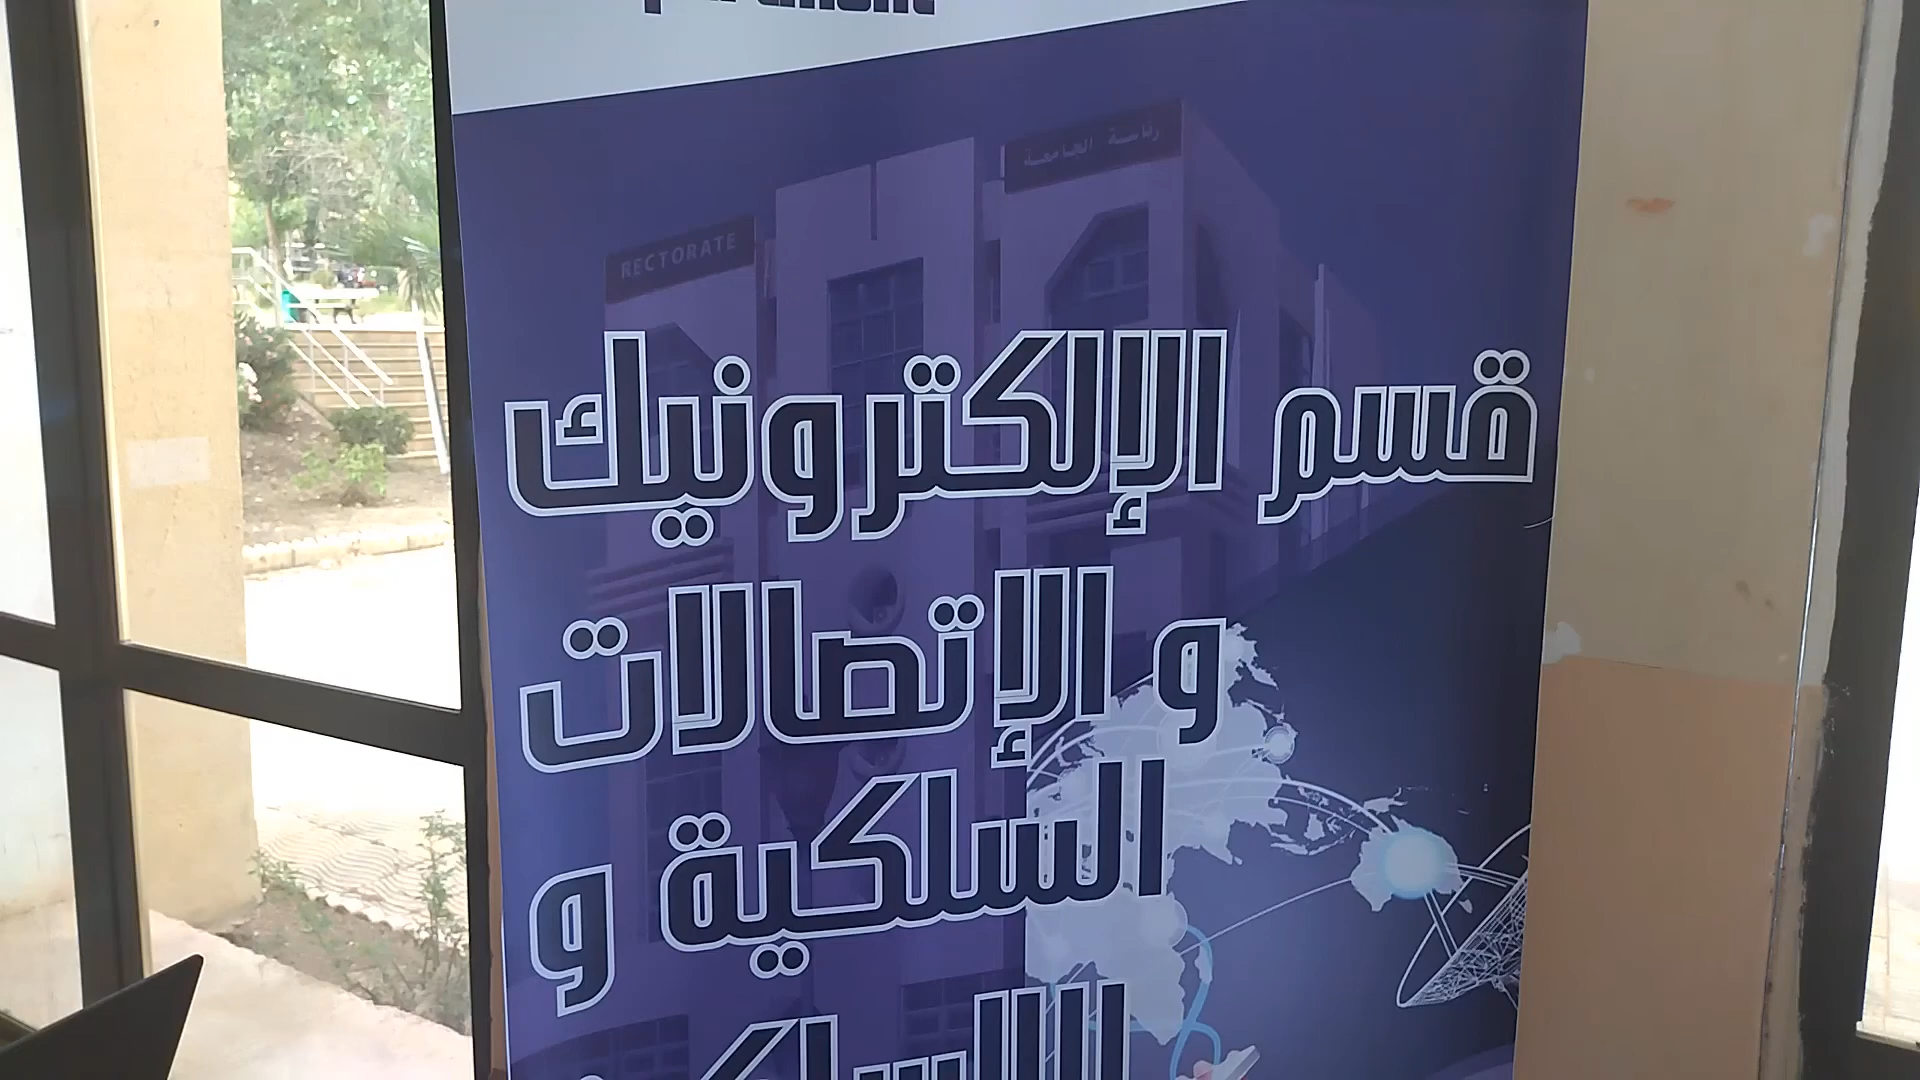 رئاسة الجامعة
RECTORATE
قسم الإلكترونيك
و الإتصالات
السلكية و